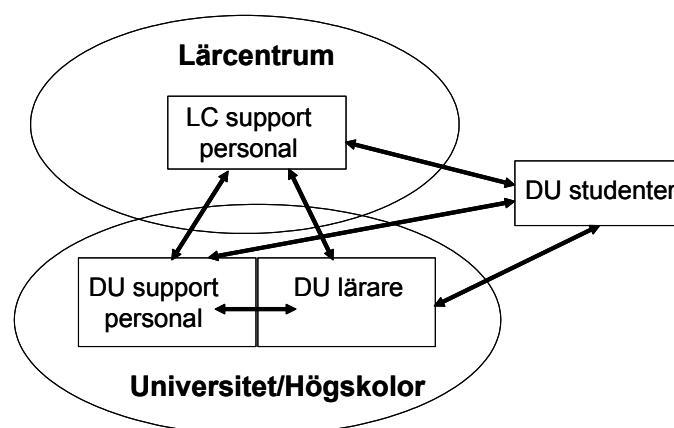 Lärcentrum
LC support
personal
DU studenter
DU support
personal
DU lärare
Universitet/Högskolor